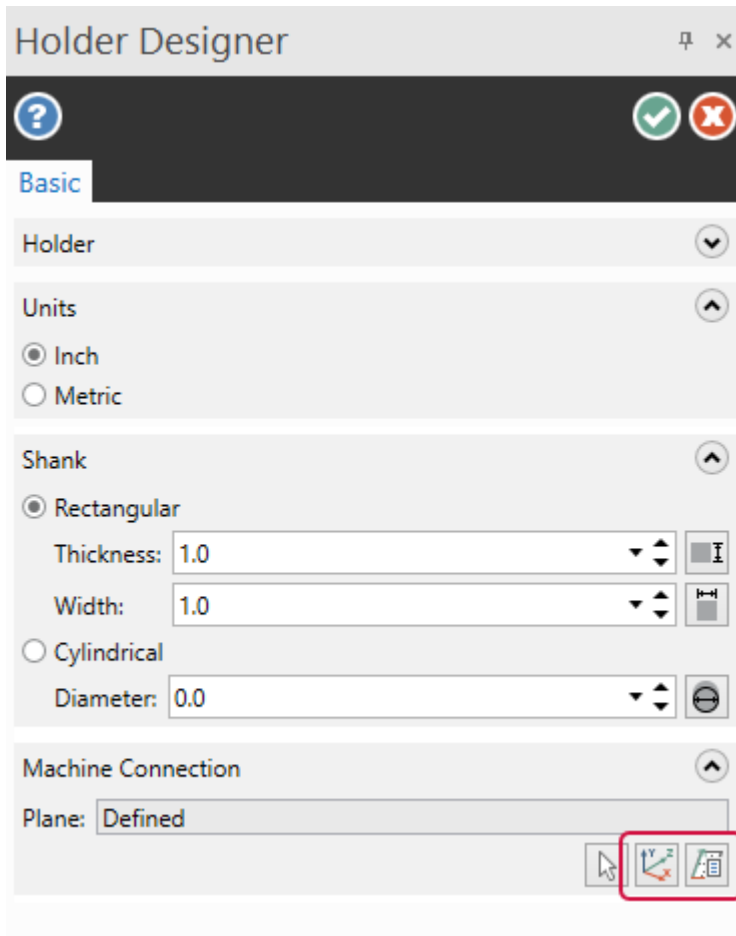 Holder Designer
Basic
Holder
Units
Inch
Metric
Shank
Rectangular
Thickness: 1.0
Width: 1.0
Cylindrical
Diameter: 0.0
Machine Connection
Plane: Defined